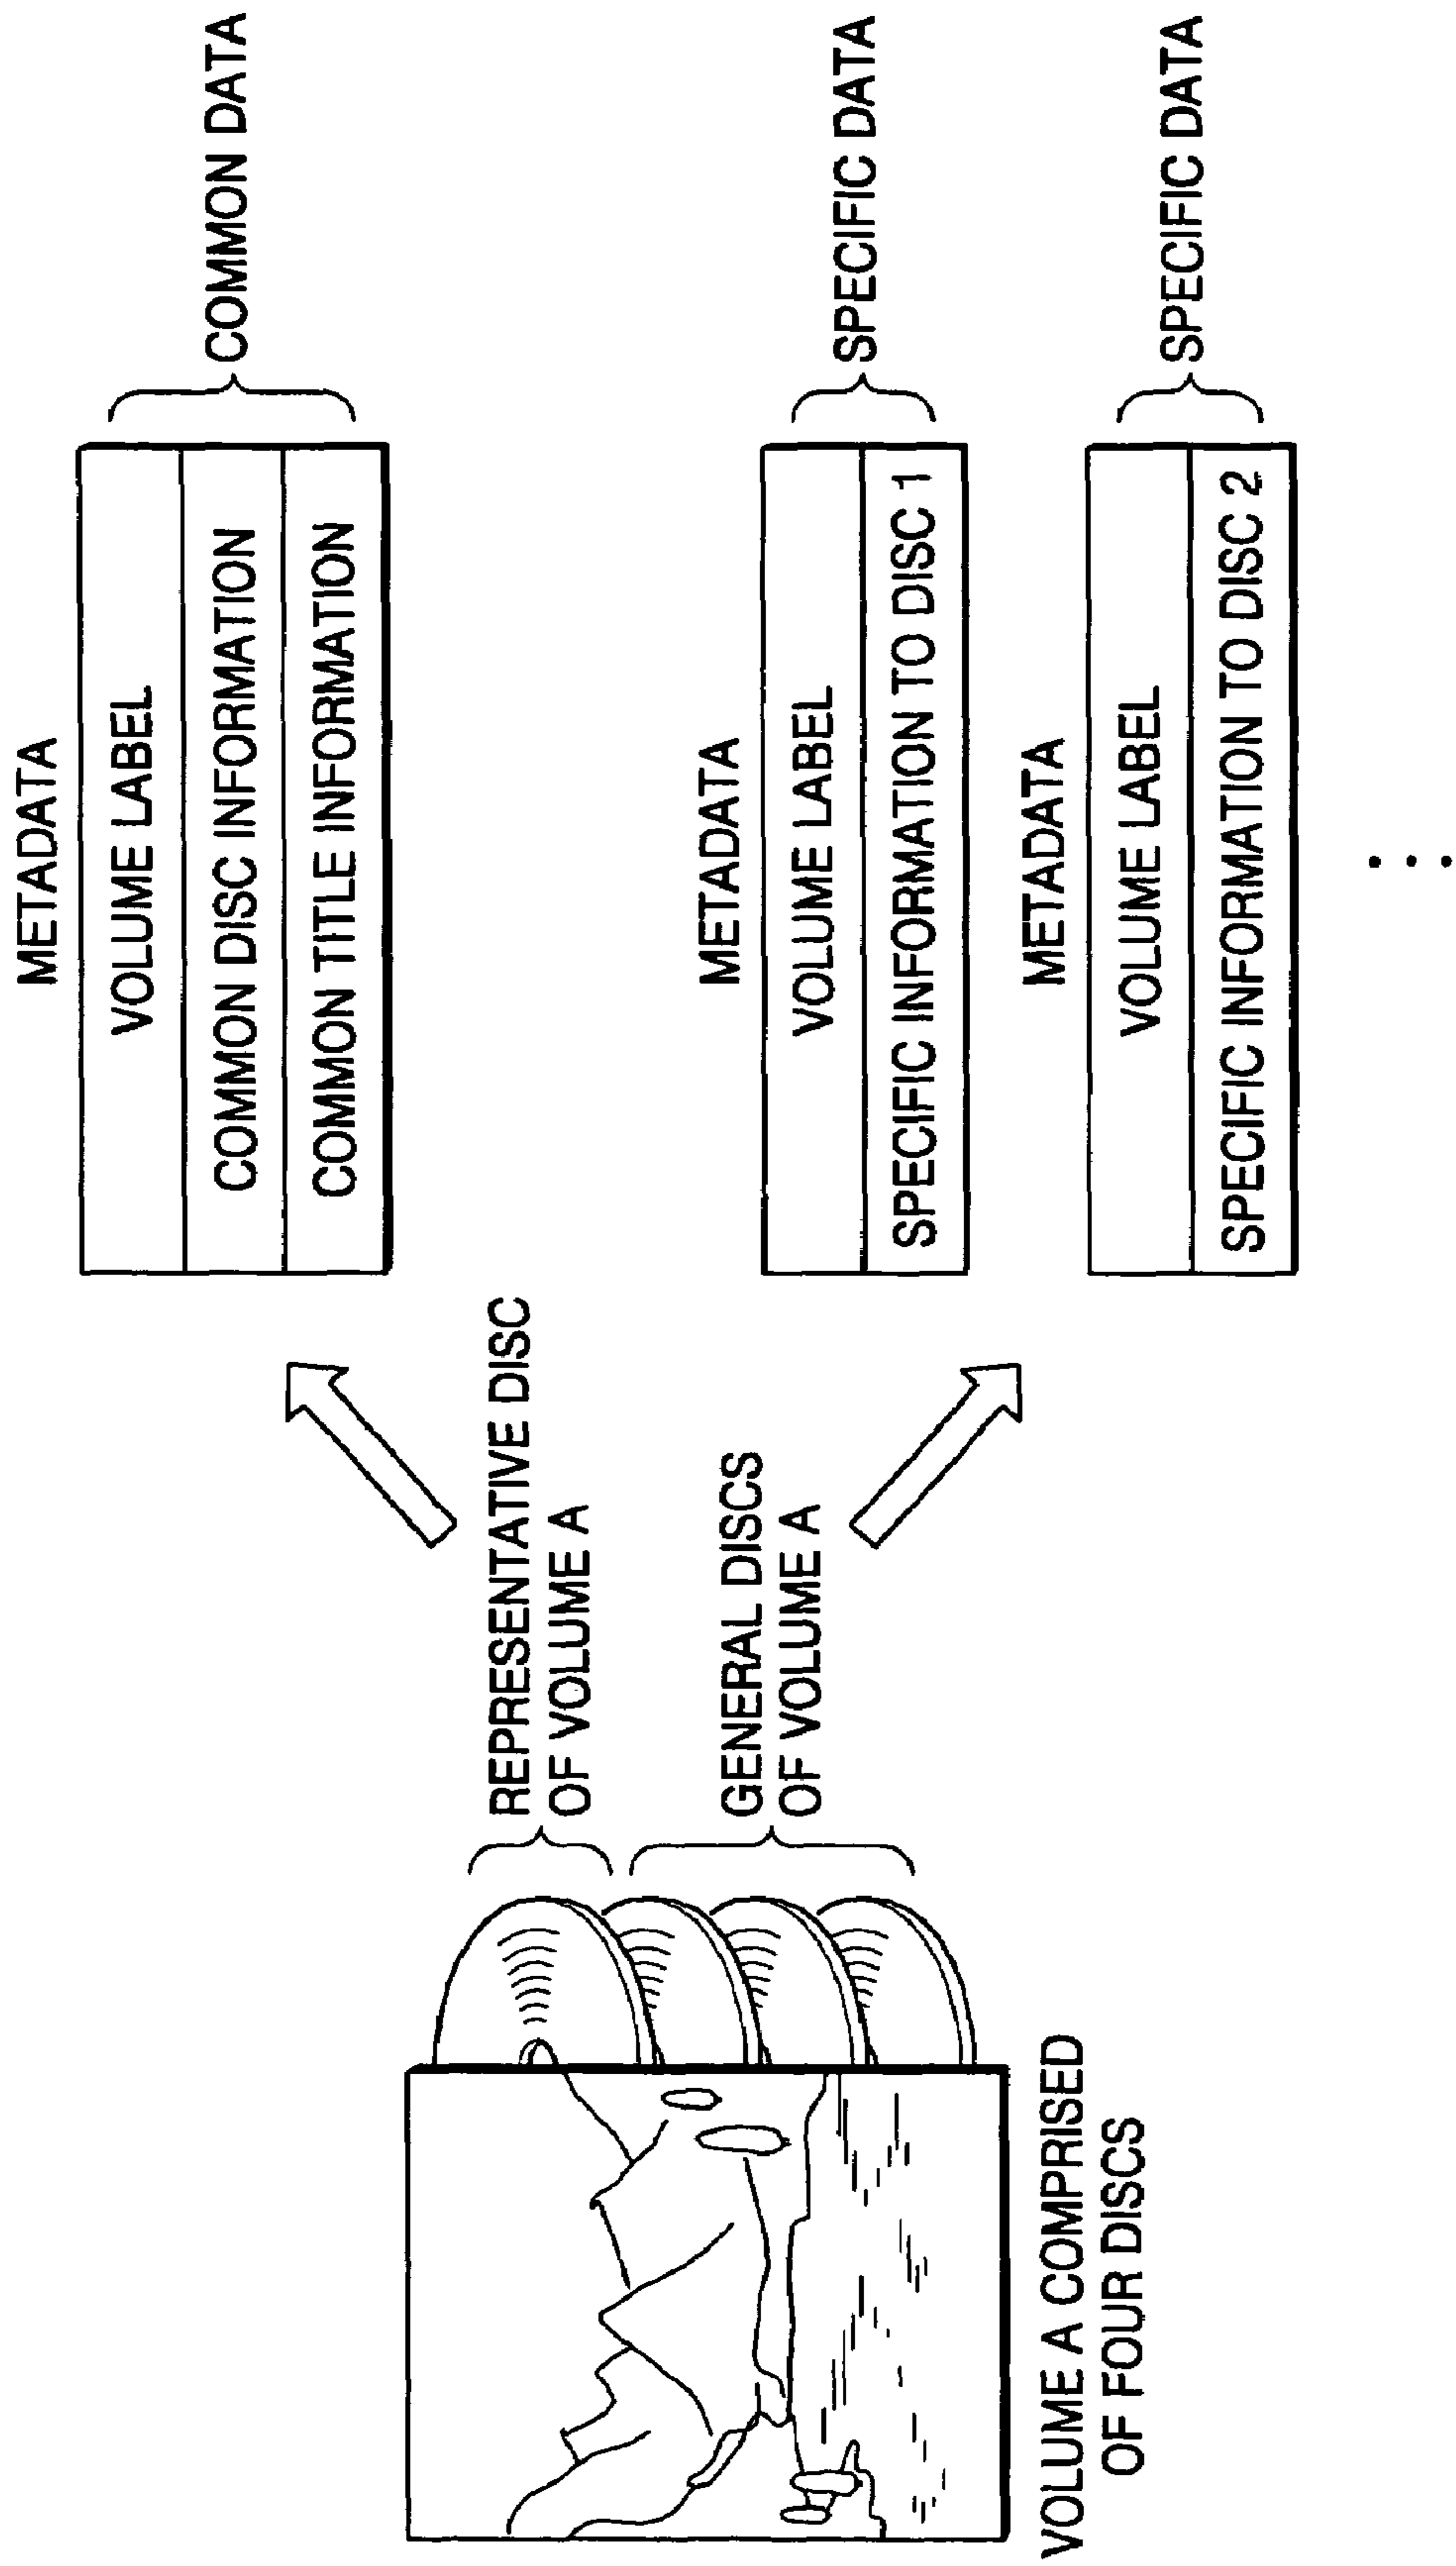 METADATA
VOLUME LABEL
COMMON DISC INFORMATION
COMMON TITLE INFORMATION
COMMON DATA
REPRESENTATIVE DISC
OF VOLUME A
GENERAL DISCS
OF VOLUME A
METADATA
VOLUME LABEL
SPECIFIC INFORMATION TO DISC 1
SPECIFIC DATA
METADATA
VOLUME LABEL
SPECIFIC INFORMATION TO DISC 2
SPECIFIC DATA
VOLUME A COMPRISED
OF FOUR DISCS